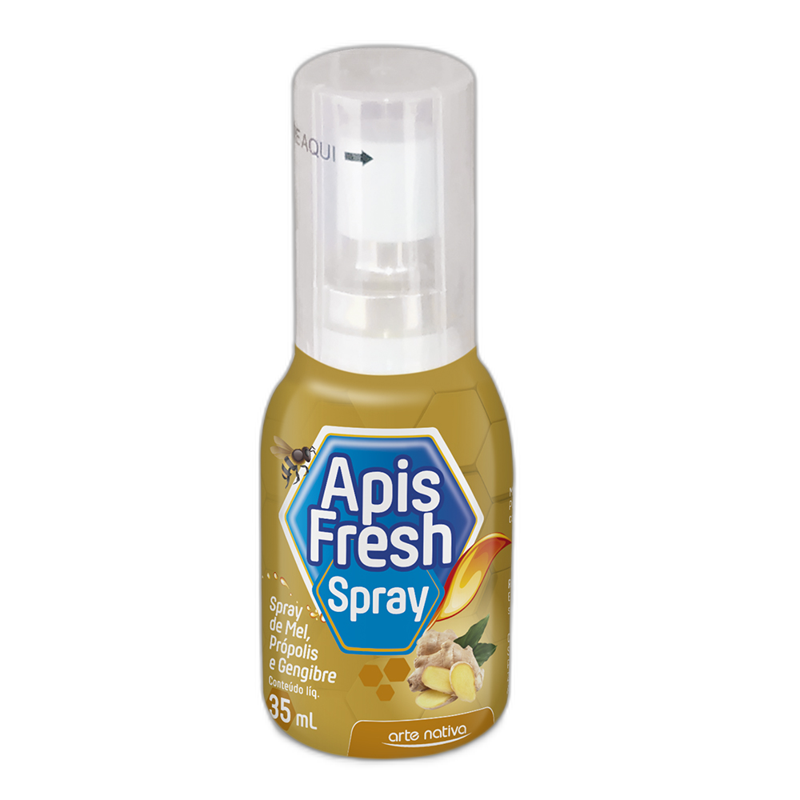 AQUI
Apis
Fresh
Spray
Spray
de Mel,
Própolis
e Gengibre
Conteúdo líq.
35 mL
arte nativa